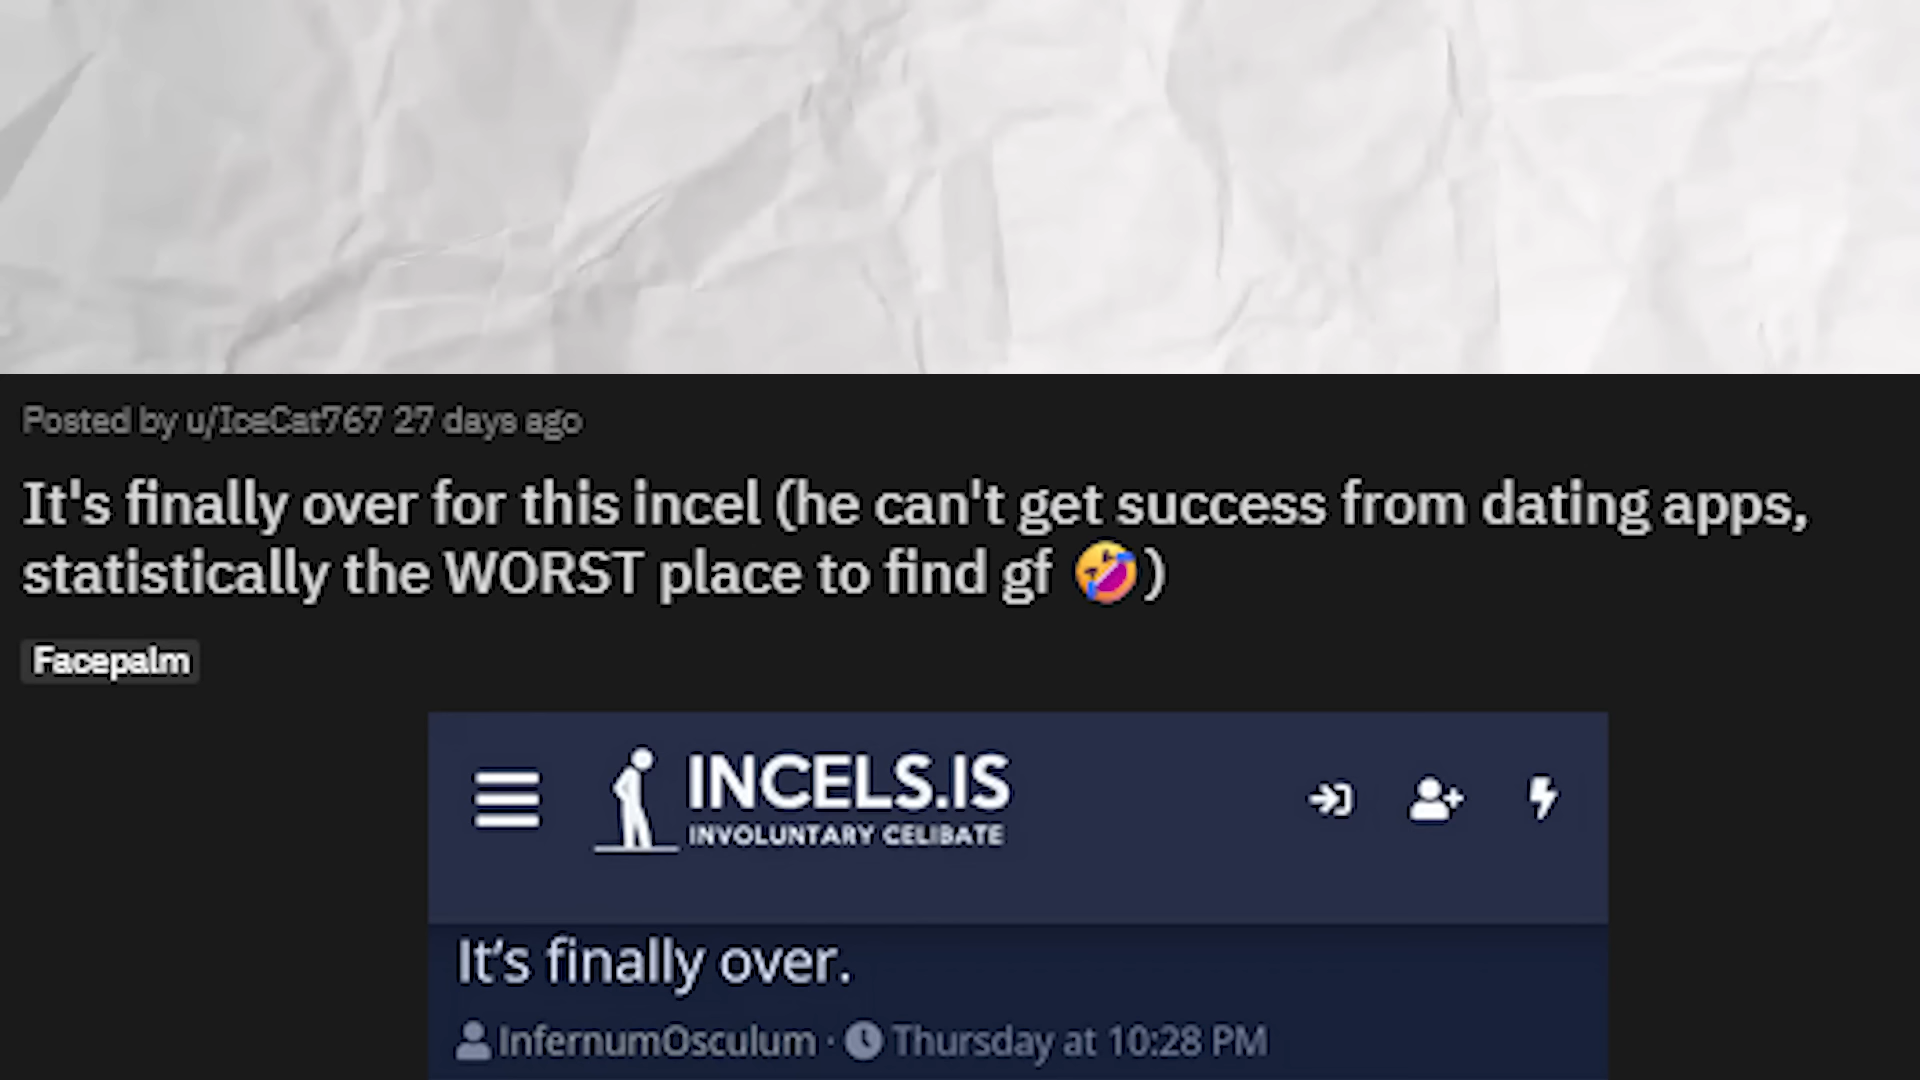 Posted by u/IceCat767 27 days ago
It's finally over for this incel (he can't get success from dating apps,
statistically the WORST place to find gf 🤣)
Facepalm
INCELS.IS
INVOLUNTARY CELIBATE
It's finally over.
InfernumOsculum · Thursday at 10:28 PM